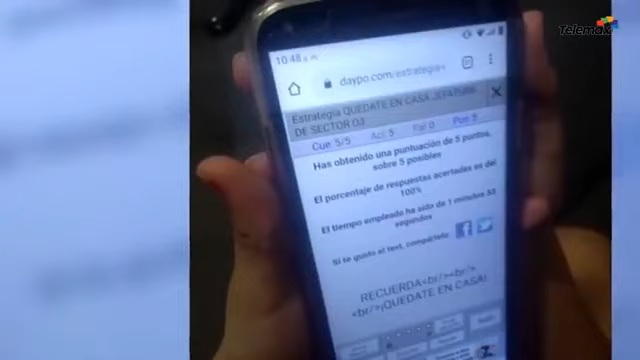 Telemax
10:48 a.m.
daypo.com/estrategia-
Estrategia QUEDATE EN CASA JEFATURA
DE SECTOR 03
Cue 5/5 Aci 5 Fal 0 Pun 5
Has obtenido una puntuación de 5 puntos,
sobre 5 posibles
El porcentaje de respuestas acertadas es del
100%
El tiempo empleado ha sido de 1 minutos
segundos
Si te gusto el test, compártelo
RECUERDA<br/><br/>
<br/>¡QUEDATE EN CASA!